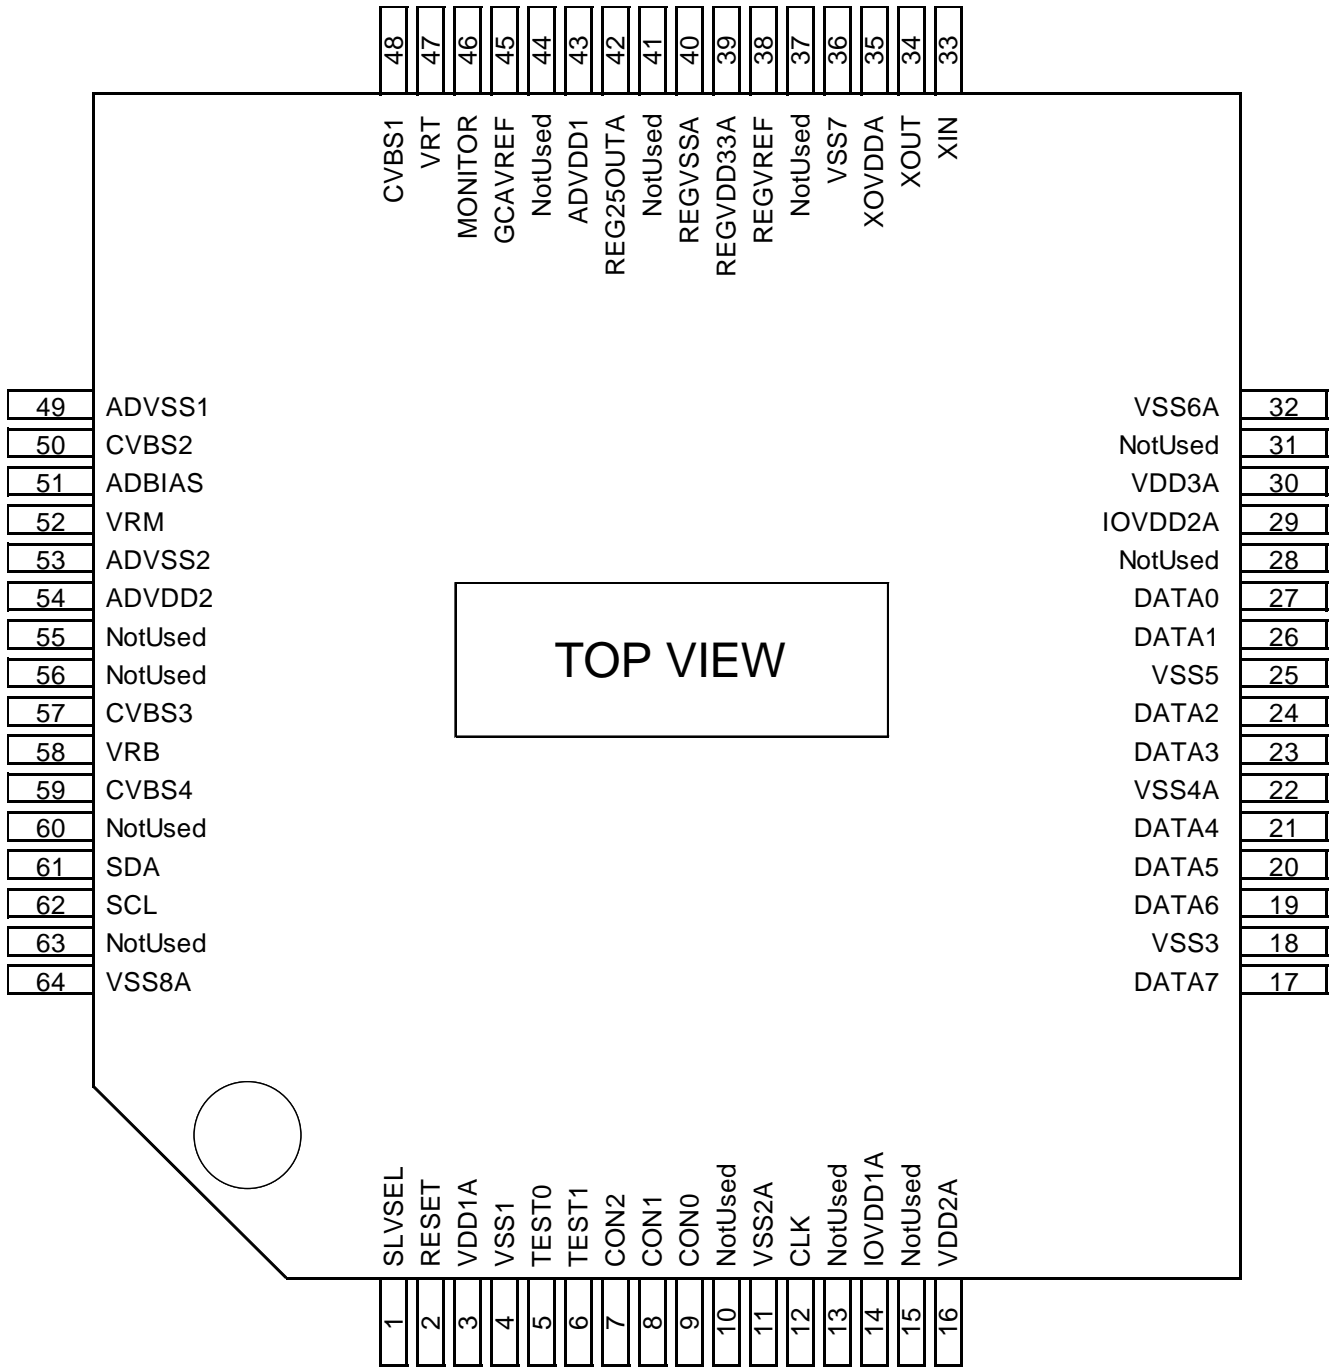 48 47 46 45 44 43 42 41 40 39 38 37 36 35 34 33
CVBS1
VRT
MONITOR
GCAVREF
NotUsed
ADVDD1
REG25OUTA
NotUsed
REGVSSA
REGVDD33A
REGVREF
NotUsed
VSS7
XOVDDA
XOUT
XIN
49 ADVSS1
50 CVBS2
51 ADBIAS
52 VRM
53 ADVSS2
54 ADVDD2
55 NotUsed
56 NotUsed
57 CVBS3
58 VRB
59 CVBS4
60 NotUsed
61 SDA
62 SCL
63 NotUsed
64 VSS8A
TOP VIEW
VSS6A 32
NotUsed 31
VDD3A 30
IOVDD2A 29
NotUsed 28
DATA0 27
DATA1 26
VSS5 25
DATA2 24
DATA3 23
VSS4A 22
DATA4 21
DATA5 20
DATA6 19
VSS3 18
DATA7 17
SLVSEL
RESET
VDD1A
VSS1
TEST0
TEST1
CON2
CON1
CON0
NotUsed
VSS2A
CLK
NotUsed
IOVDD1A
NotUsed
VDD2A
1 2 3 4 5 6 7 8 9 10 11 12 13 14 15 16